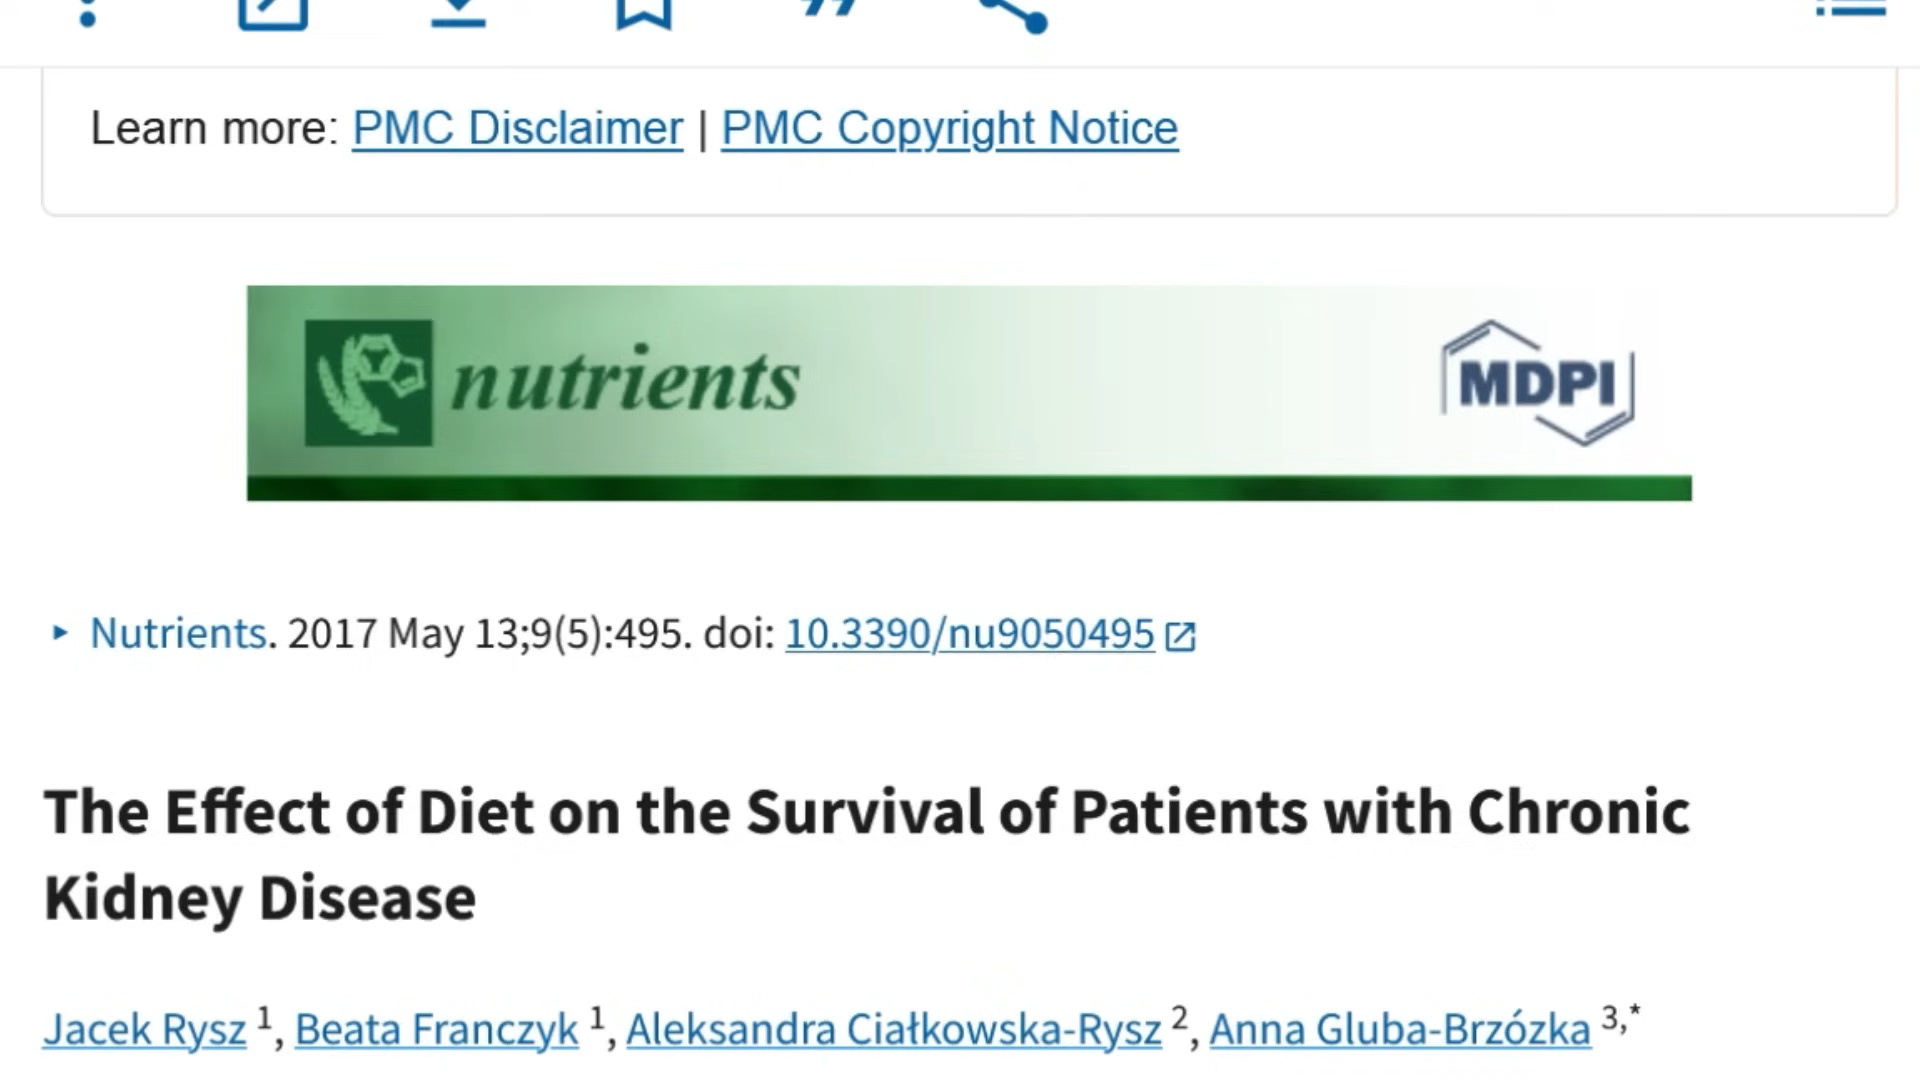 Learn more: PMC Disclaimer | PMC Copyright Notice
nutrients
MDPI
Nutrients. 2017 May 13;9(5):495. doi: 10.3390/nu9050495
The Effect of Diet on the Survival of Patients with Chronic
Kidney Disease
Jacek Rysz 1, Beata Franczyk 1, Aleksandra Ciałkowska-Rysz 2, Anna Gluba-Brzózka 3,*